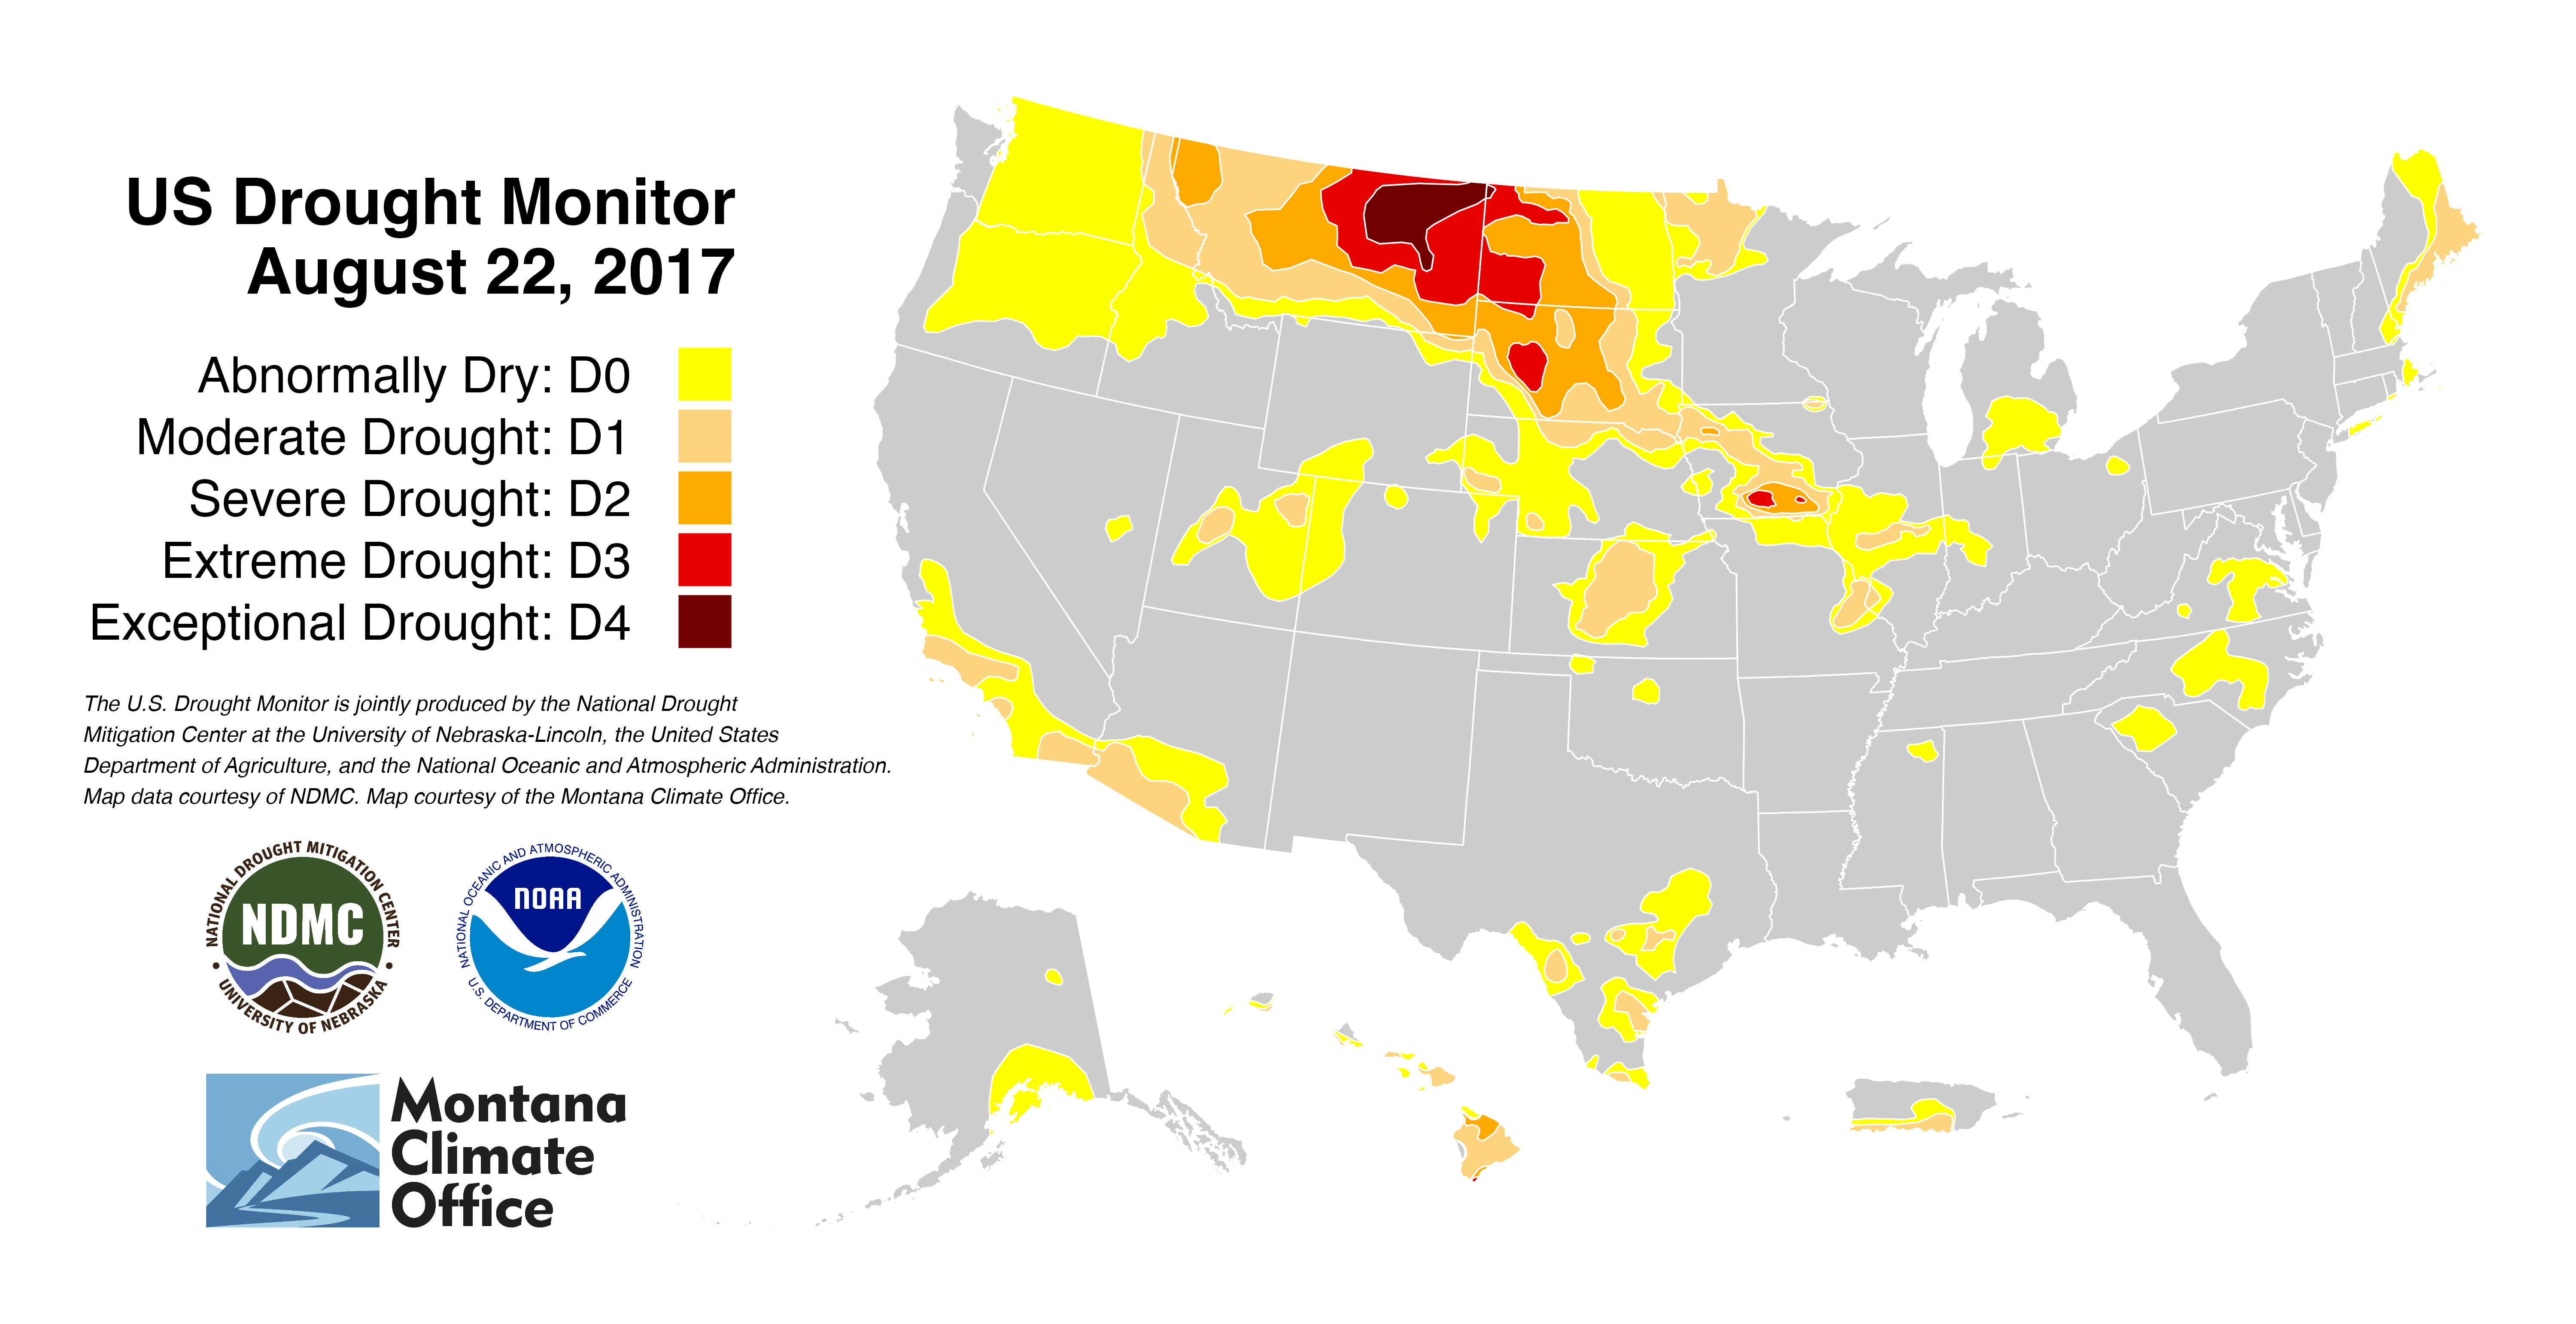 US Drought Monitor
August 22, 2017
Abnormally Dry: D0
Moderate Drought: D1
Severe Drought: D2
Extreme Drought: D3
Exceptional Drought: D4
The U.S. Drought Monitor is jointly produced by the National Drought
Mitigation Center at the University of Nebraska-Lincoln, the United States
Department of Agriculture, and the National Oceanic and Atmospheric Administration.
Map data courtesy of NDMC. Map courtesy of the Montana Climate Office.
NATIONAL DROUGHT MITIGATION CENTER
NDMC
• UNIVERSITY OF NEBRASKA •
NATIONAL OCEANIC AND ATMOSPHERIC ADMINISTRATION
NOAA
U.S. DEPARTMENT OF COMMERCE
Montana
Climate
Office